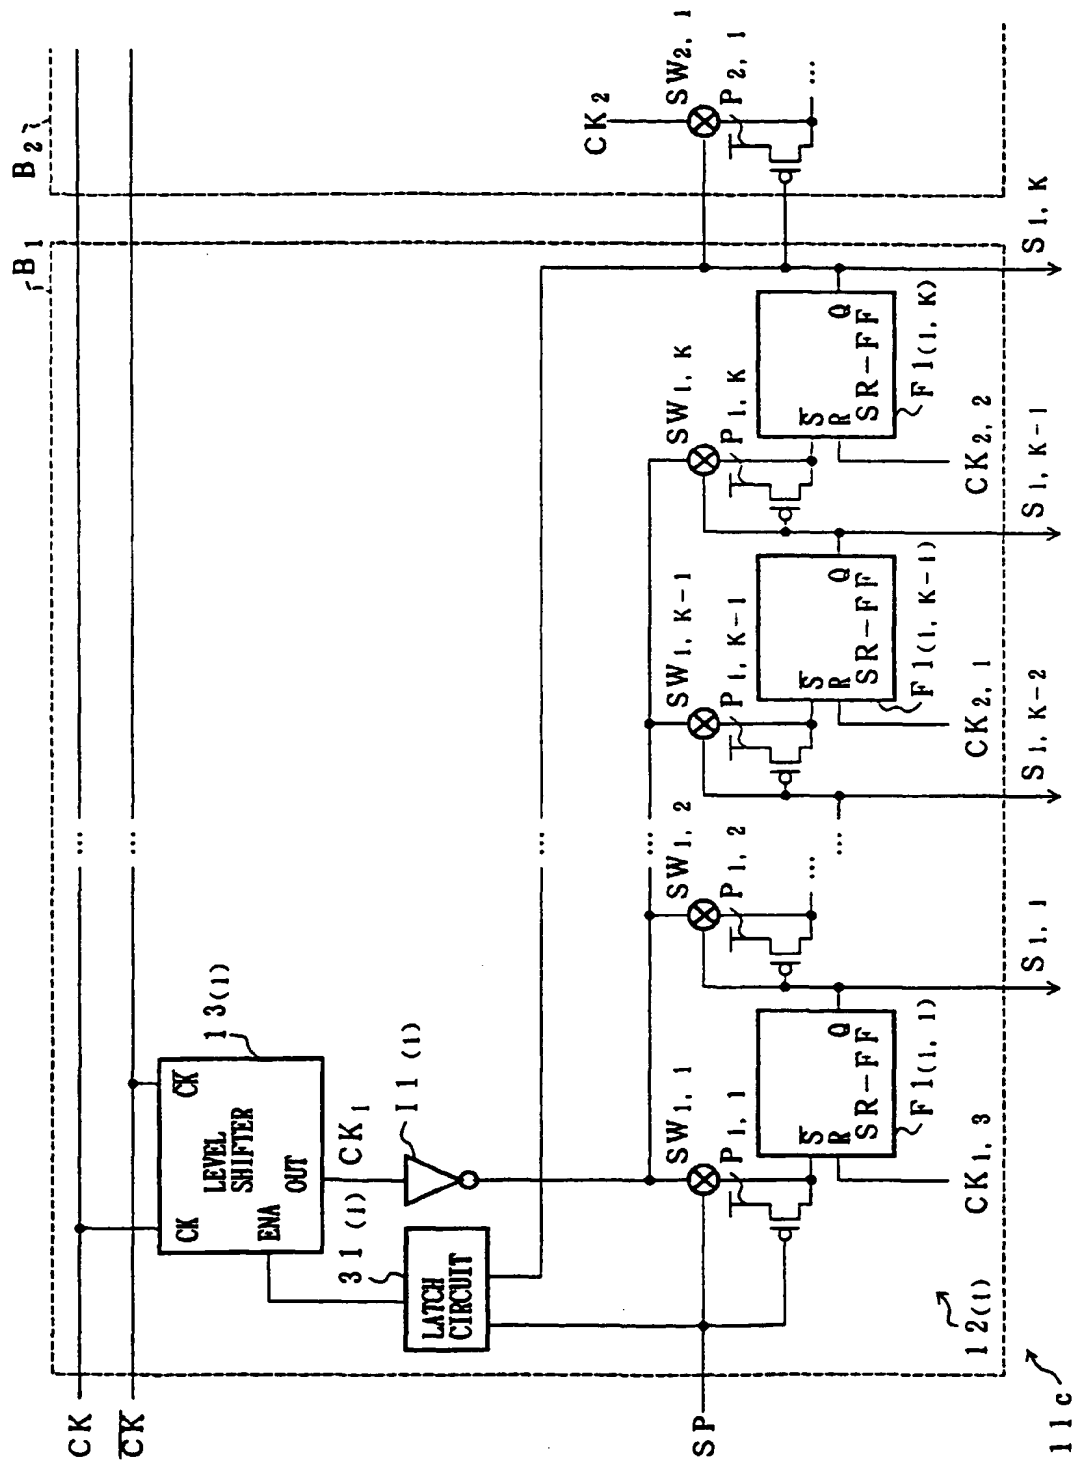 B₁
B₂
CK
C̅K̅
CK
C̅K̅
LEVEL
SHIFTER
ENA
OUT
13(1)
CK₁
I1(1)
31(1)
LATCH
CIRCUIT
...
...
...
...
CK₂
SP
SW1, 1
SW1, 2
SW1, K-1
SW1, K
SW2, 1
P1, 1
P1, 2
P1, K-1
P1, K
P2, 1
...
...
...
S̅
R
Q
SR-FF
F1(1, 1)
S̅
R
Q
SR-FF
F1(1, K-1)
S̅
R
Q
SR-FF
F1(1, K)
CK1, 3
CK2, 1
CK2, 2
12(1)
S1, 1
S1, K-2
S1, K-1
S1, K
11c